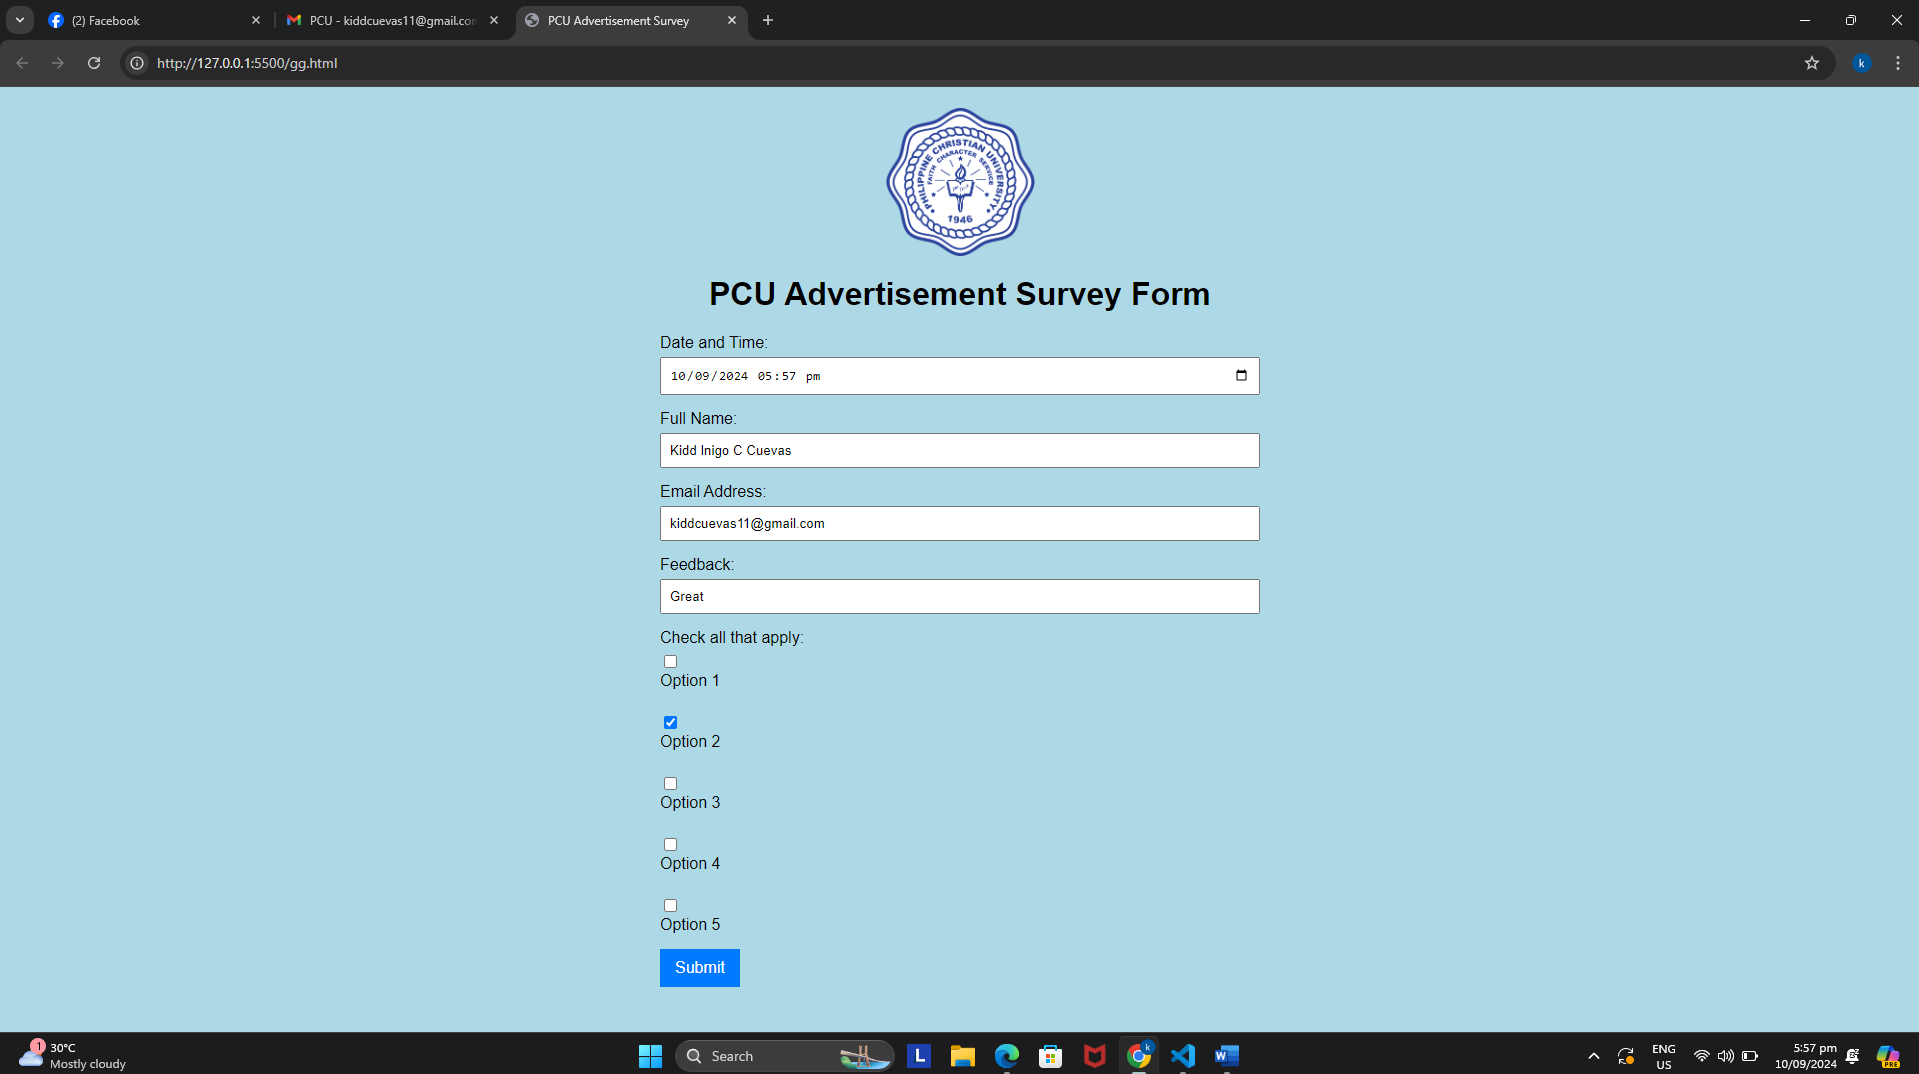 (2) Facebook
PCU - kiddcuevas11@gmail.co
PCU Advertisement Survey
http://127.0.0.1:5500/gg.html
k
PHILIPPINE CHRISTIAN UNIVERSITY
FAITH CHARACTER SERVICE
1946
PCU Advertisement Survey Form
Date and Time:
10/09/2024 05:57 pm
Full Name:
Kidd Inigo C Cuevas
Email Address:
kiddcuevas11@gmail.com
Feedback:
Great
Check all that apply:
Option 1
Option 2
Option 3
Option 4
Option 5
Submit
1
30°C
Mostly cloudy
Search
L
k
W
ENG
US
5:57 pm
10/09/2024
PRE